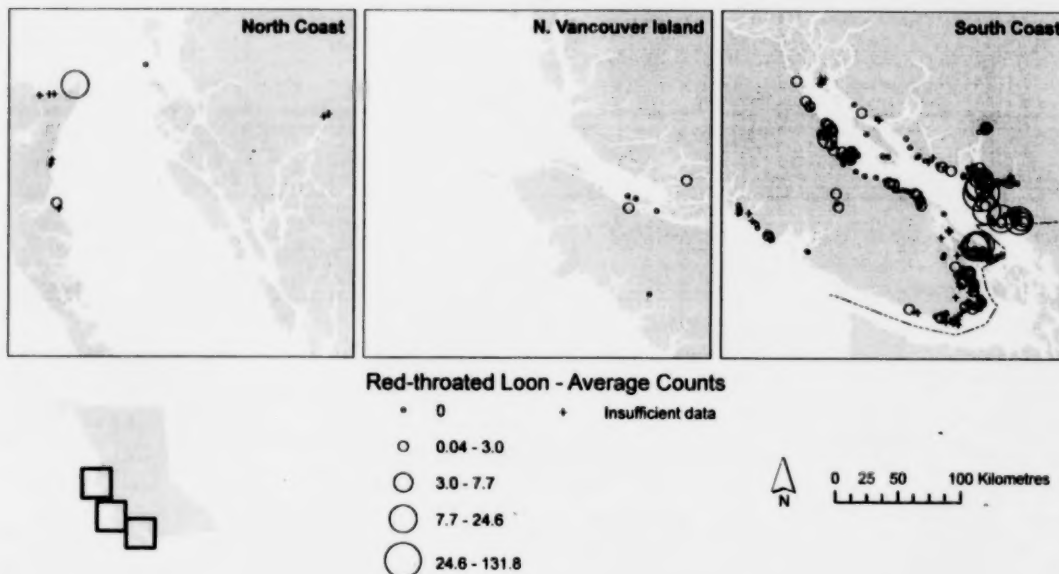 North Coast
N. Vancouver Island
South Coast
Red-throated Loon - Average Counts
0
+ Insufficient data
0.04 - 3.0
3.0 - 7.7
7.7 - 24.6
24.6 - 131.8
N
0 25 50 100 Kilometres